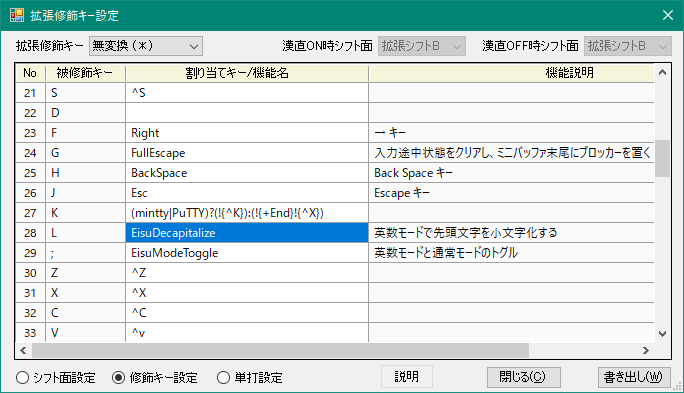 拡張修飾キー設定
拡張修飾キー 無変換 (*) 漢直ON時シフト面 拡張シフトB 漢直OFF時シフト面 拡張シフトB
No 被修飾キー 割り当てキー/機能名 機能説明
21 S ^S
22 D
23 F Right → キー
24 G FullEscape 入力途中状態をクリアし、ミニバッファ末尾にブロッカーを置く
25 H BackSpace Back Space キー
26 J Esc Escape キー
27 K (mintty|PuTTY)?(!{^K}):(!{+End}!{^X})
28 L EisuDecapitalize 英数モードで先頭文字を小文字化する
29 ; EisuModeToggle 英数モードと通常モードのトグル
30 Z ^Z
31 X ^X
32 C ^C
33 V ^v
シフト面設定 修飾キー設定 単打設定 説明 閉じる(C) 書き出し(W)